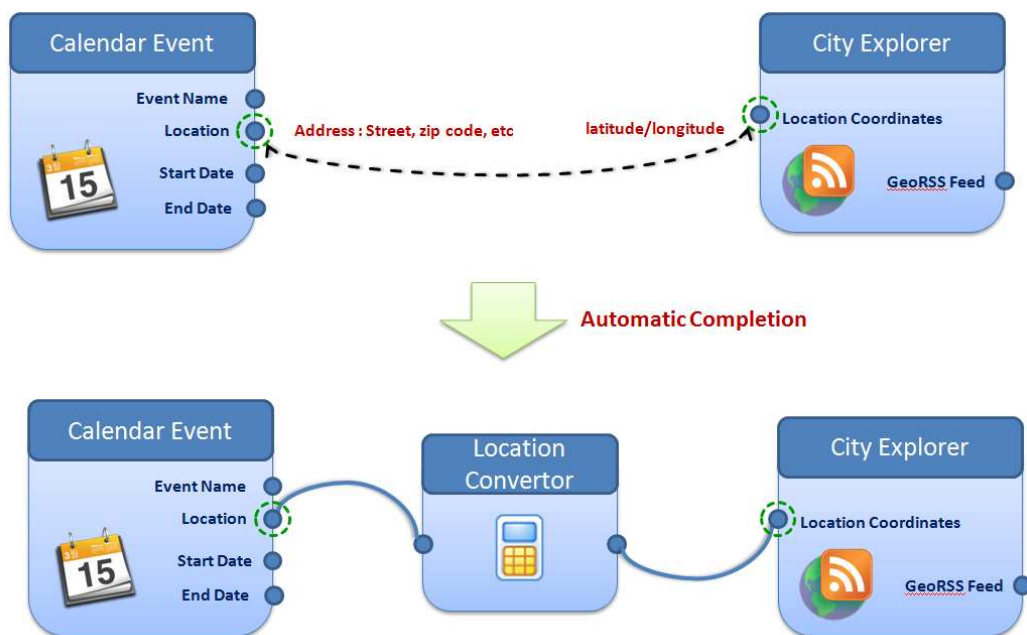 Calendar Event
City Explorer
Event Name
Location
Address : Street, zip code, etc
latitude/longitude
Location Coordinates
31
15
Start Date
End Date
GeoRSS Feed
Automatic Completion
Calendar Event
Location
Convertor
City Explorer
Event Name
Location
Location Coordinates
31
15
Start Date
End Date
GeoRSS Feed